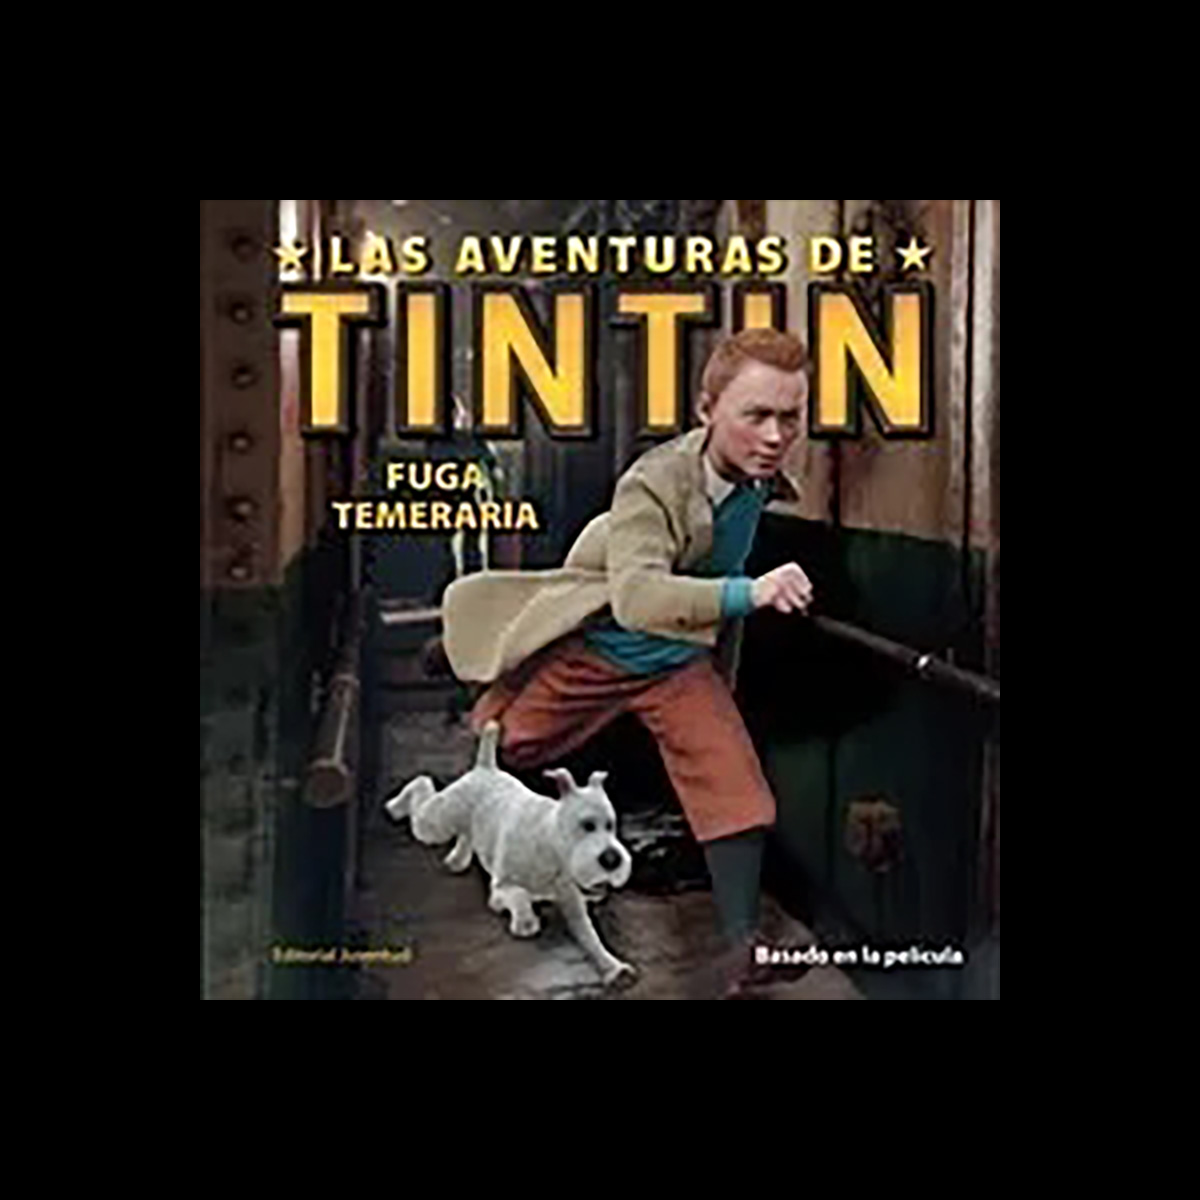 ★ LAS AVENTURAS DE ★
TINTIN
FUGA
TEMERARIA
Editorial Juventud
Basado en la película